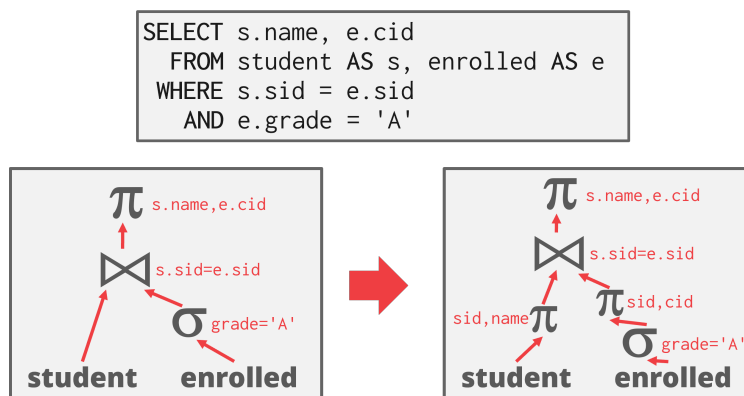 SELECT s.name, e.cid
FROM student AS s, enrolled AS e
WHERE s.sid = e.sid
AND e.grade = 'A'
π s.name,e.cid
⋈ s.sid=e.sid
σ grade='A'
student enrolled
π s.name,e.cid
⋈ s.sid=e.sid
π sid,cid
sid,name π
σ grade='A'
student enrolled